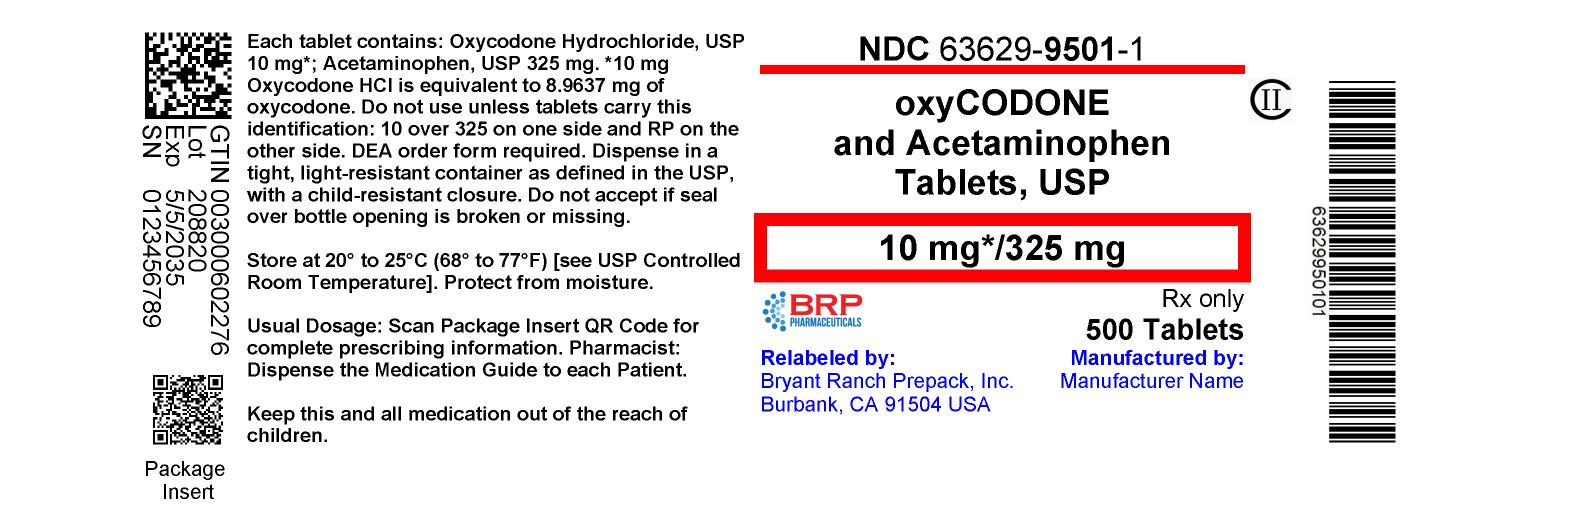 Each tablet contains: Oxycodone Hydrochloride, USP
10 mg*; Acetaminophen, USP 325 mg. *10 mg
Oxycodone HCl is equivalent to 8.9637 mg of
oxycodone. Do not use unless tablets carry this
identification: 10 over 325 on one side and RP on the
other side. DEA order form required. Dispense in a
tight, light-resistant container as defined in the USP,
with a child-resistant closure. Do not accept if seal
over bottle opening is broken or missing.
Store at 20° to 25°C (68° to 77°F) [see USP Controlled
Room Temperature]. Protect from moisture.
Usual Dosage: Scan Package Insert QR Code for
complete prescribing information. Pharmacist:
Dispense the Medication Guide to each Patient.
Keep this and all medication out of the reach of
children.
GTIN 00300006602276
Lot 208820
Exp 5/5/2035
SN 0123456789
Package
Insert
NDC 63629-9501-1
oxyCODONE
and Acetaminophen
Tablets, USP
CII
10 mg*/325 mg
BRP
PHARMACEUTICALS
Rx only
500 Tablets
Relabeled by:
Bryant Ranch Prepack, Inc.
Burbank, CA 91504 USA
Manufactured by:
Manufacturer Name
63629950101